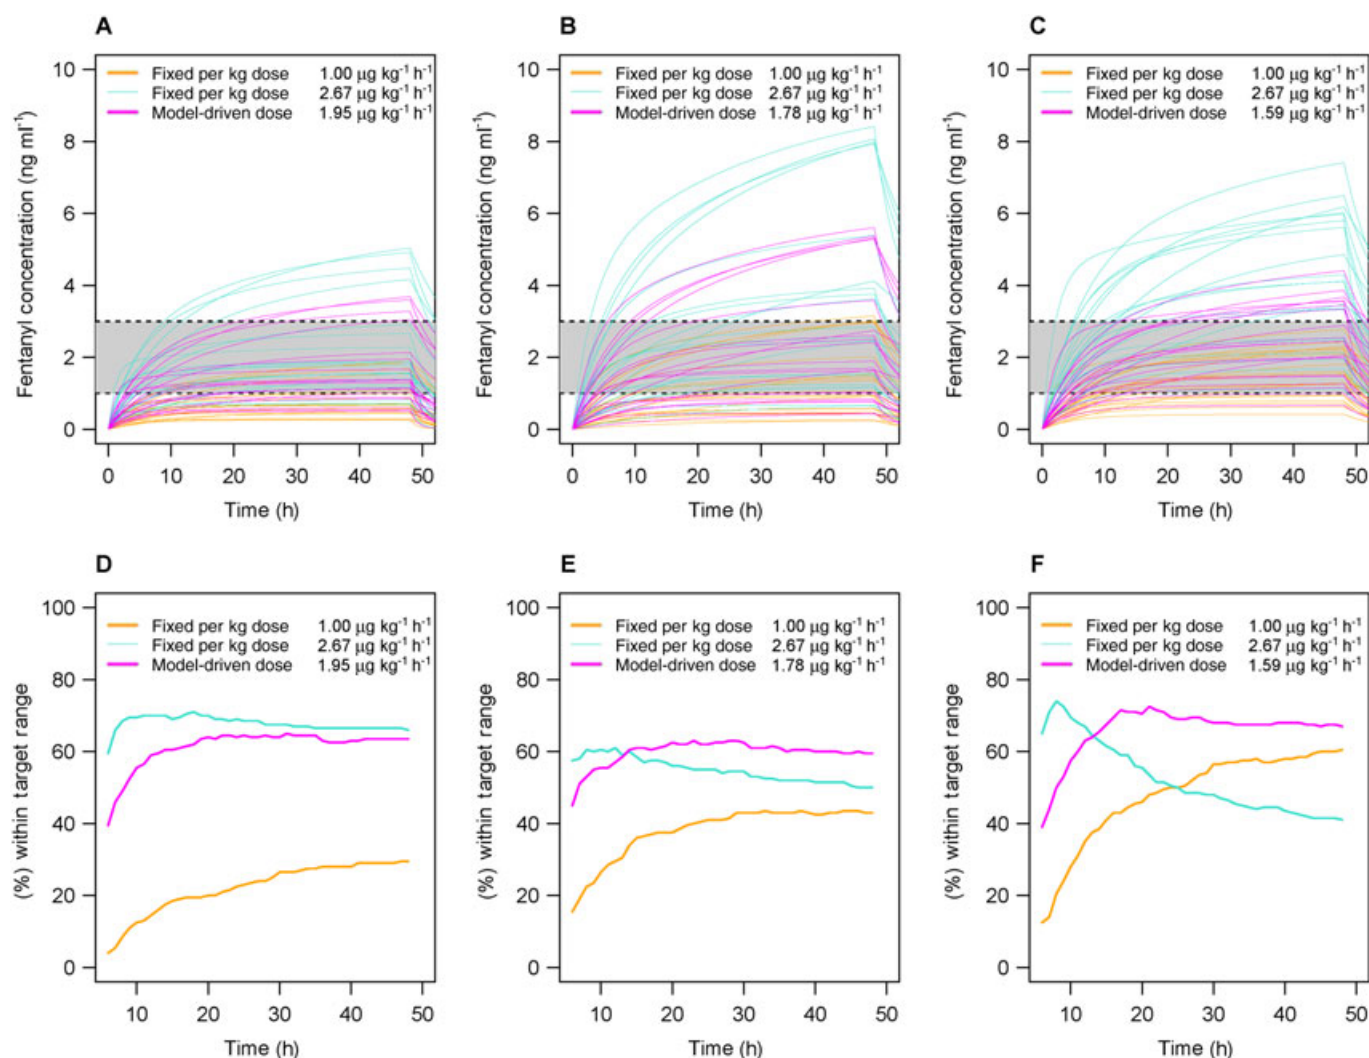 A
B
C
Fentanyl concentration (ng ml⁻¹)
10
8
6
4
2
0
Fixed per kg dose 1.00 μg kg⁻¹ h⁻¹
Fixed per kg dose 2.67 μg kg⁻¹ h⁻¹
Model-driven dose 1.95 μg kg⁻¹ h⁻¹
0 10 20 30 40 50
Time (h)
Fentanyl concentration (ng ml⁻¹)
10
8
6
4
2
0
Fixed per kg dose 1.00 μg kg⁻¹ h⁻¹
Fixed per kg dose 2.67 μg kg⁻¹ h⁻¹
Model-driven dose 1.78 μg kg⁻¹ h⁻¹
0 10 20 30 40 50
Time (h)
Fentanyl concentration (ng ml⁻¹)
10
8
6
4
2
0
Fixed per kg dose 1.00 μg kg⁻¹ h⁻¹
Fixed per kg dose 2.67 μg kg⁻¹ h⁻¹
Model-driven dose 1.59 μg kg⁻¹ h⁻¹
0 10 20 30 40 50
Time (h)
D
E
F
(%) within target range
100
80
60
40
20
0
Fixed per kg dose 1.00 μg kg⁻¹ h⁻¹
Fixed per kg dose 2.67 μg kg⁻¹ h⁻¹
Model-driven dose 1.95 μg kg⁻¹ h⁻¹
10 20 30 40 50
Time (h)
(%) within target range
100
80
60
40
20
0
Fixed per kg dose 1.00 μg kg⁻¹ h⁻¹
Fixed per kg dose 2.67 μg kg⁻¹ h⁻¹
Model-driven dose 1.78 μg kg⁻¹ h⁻¹
10 20 30 40 50
Time (h)
(%) within target range
100
80
60
40
20
0
Fixed per kg dose 1.00 μg kg⁻¹ h⁻¹
Fixed per kg dose 2.67 μg kg⁻¹ h⁻¹
Model-driven dose 1.59 μg kg⁻¹ h⁻¹
10 20 30 40 50
Time (h)